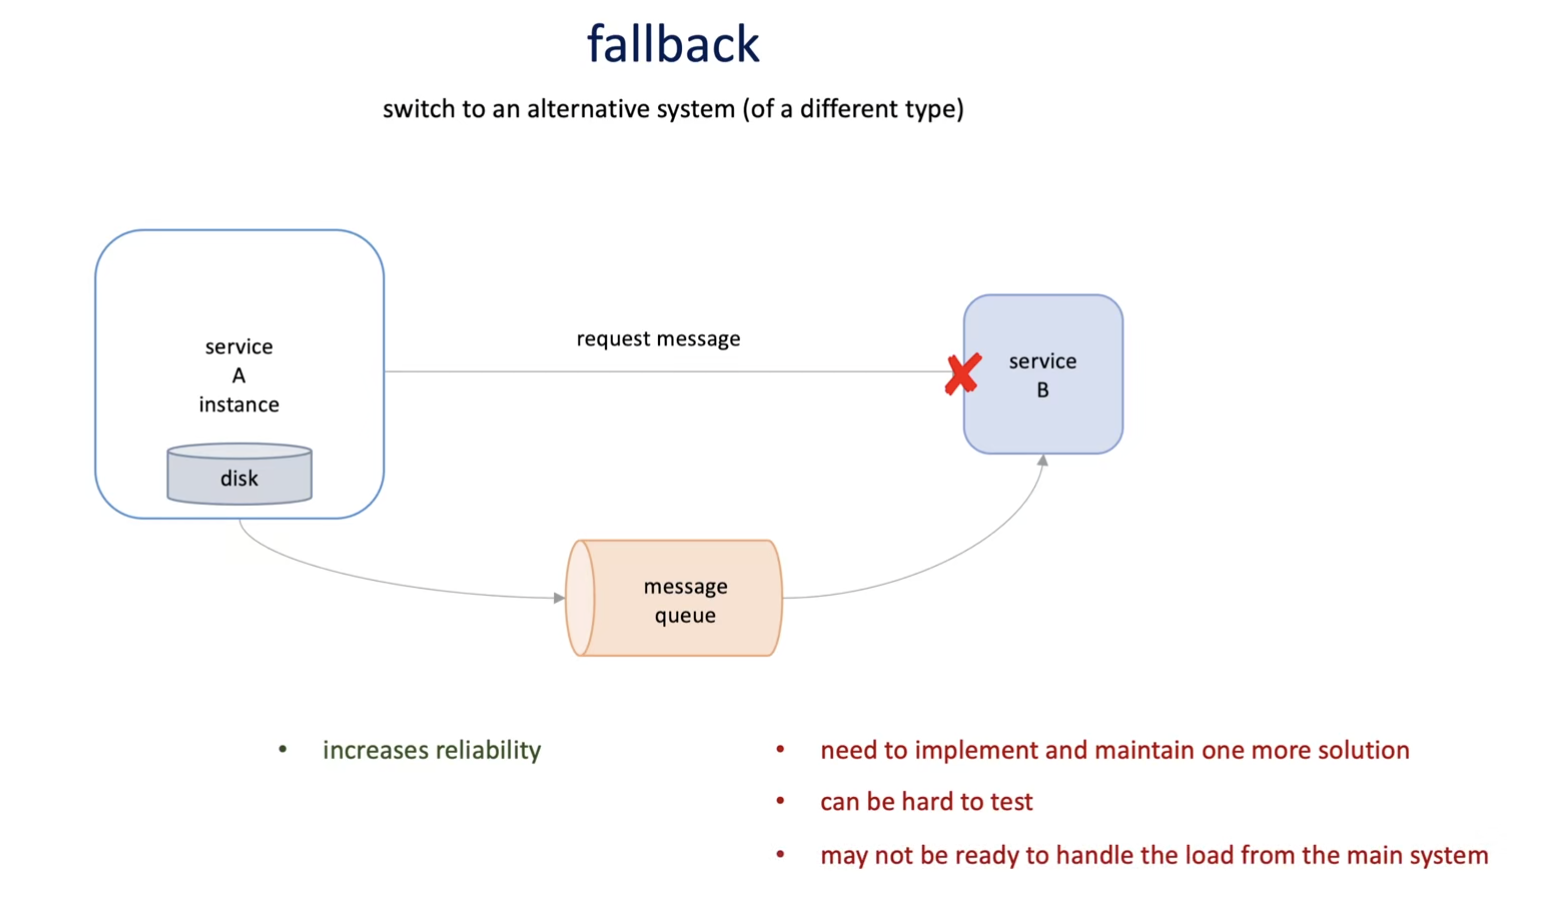 fallback
switch to an alternative system (of a different type)
service
A
instance
disk
request message
service
B
message
queue
• increases reliability
• need to implement and maintain one more solution
• can be hard to test
• may not be ready to handle the load from the main system